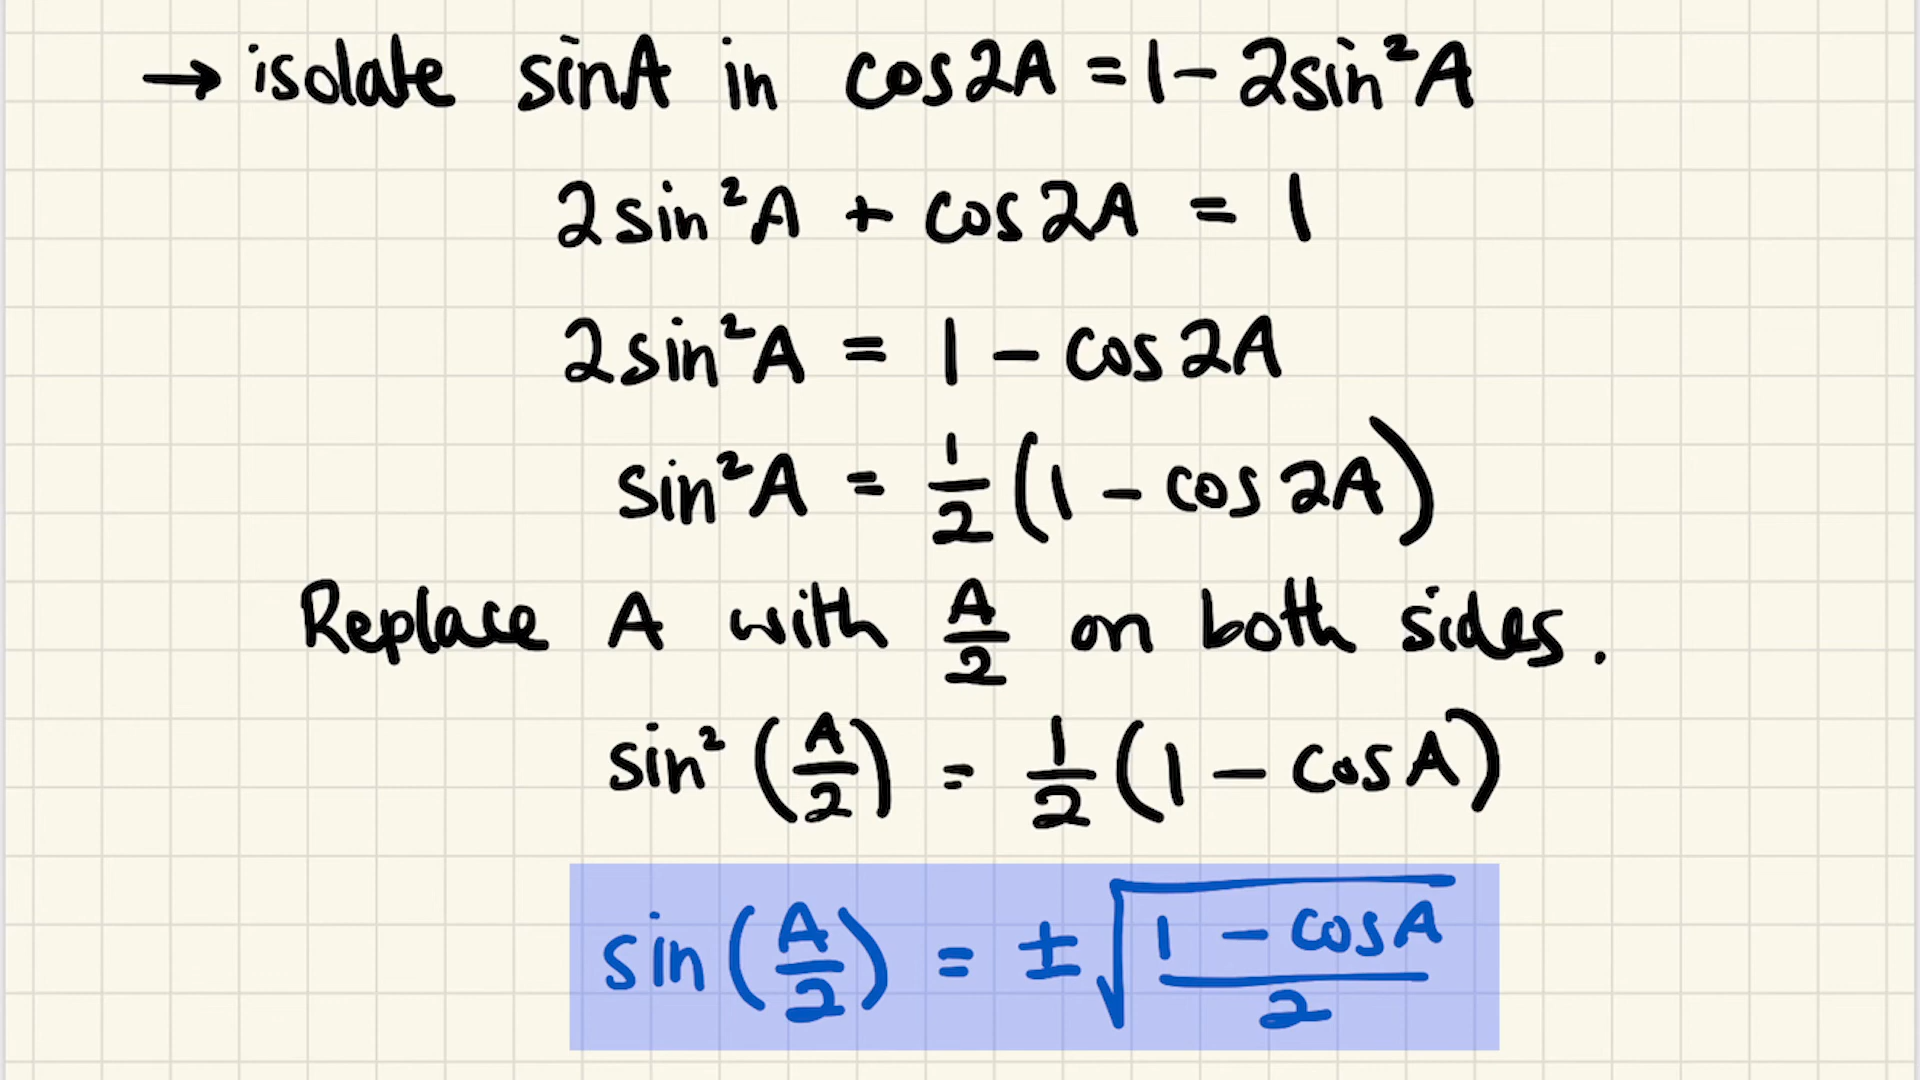 → isolate sinA in cos2A = 1 - 2sin²A
2sin²A + cos2A = 1
2sin²A = 1 - cos2A
sin²A = 1/2 (1 - cos2A)
Replace A with A/2 on both sides.
sin² (A/2) = 1/2 (1 - cosA)
sin (A/2) = ± √((1 - cosA)/2)